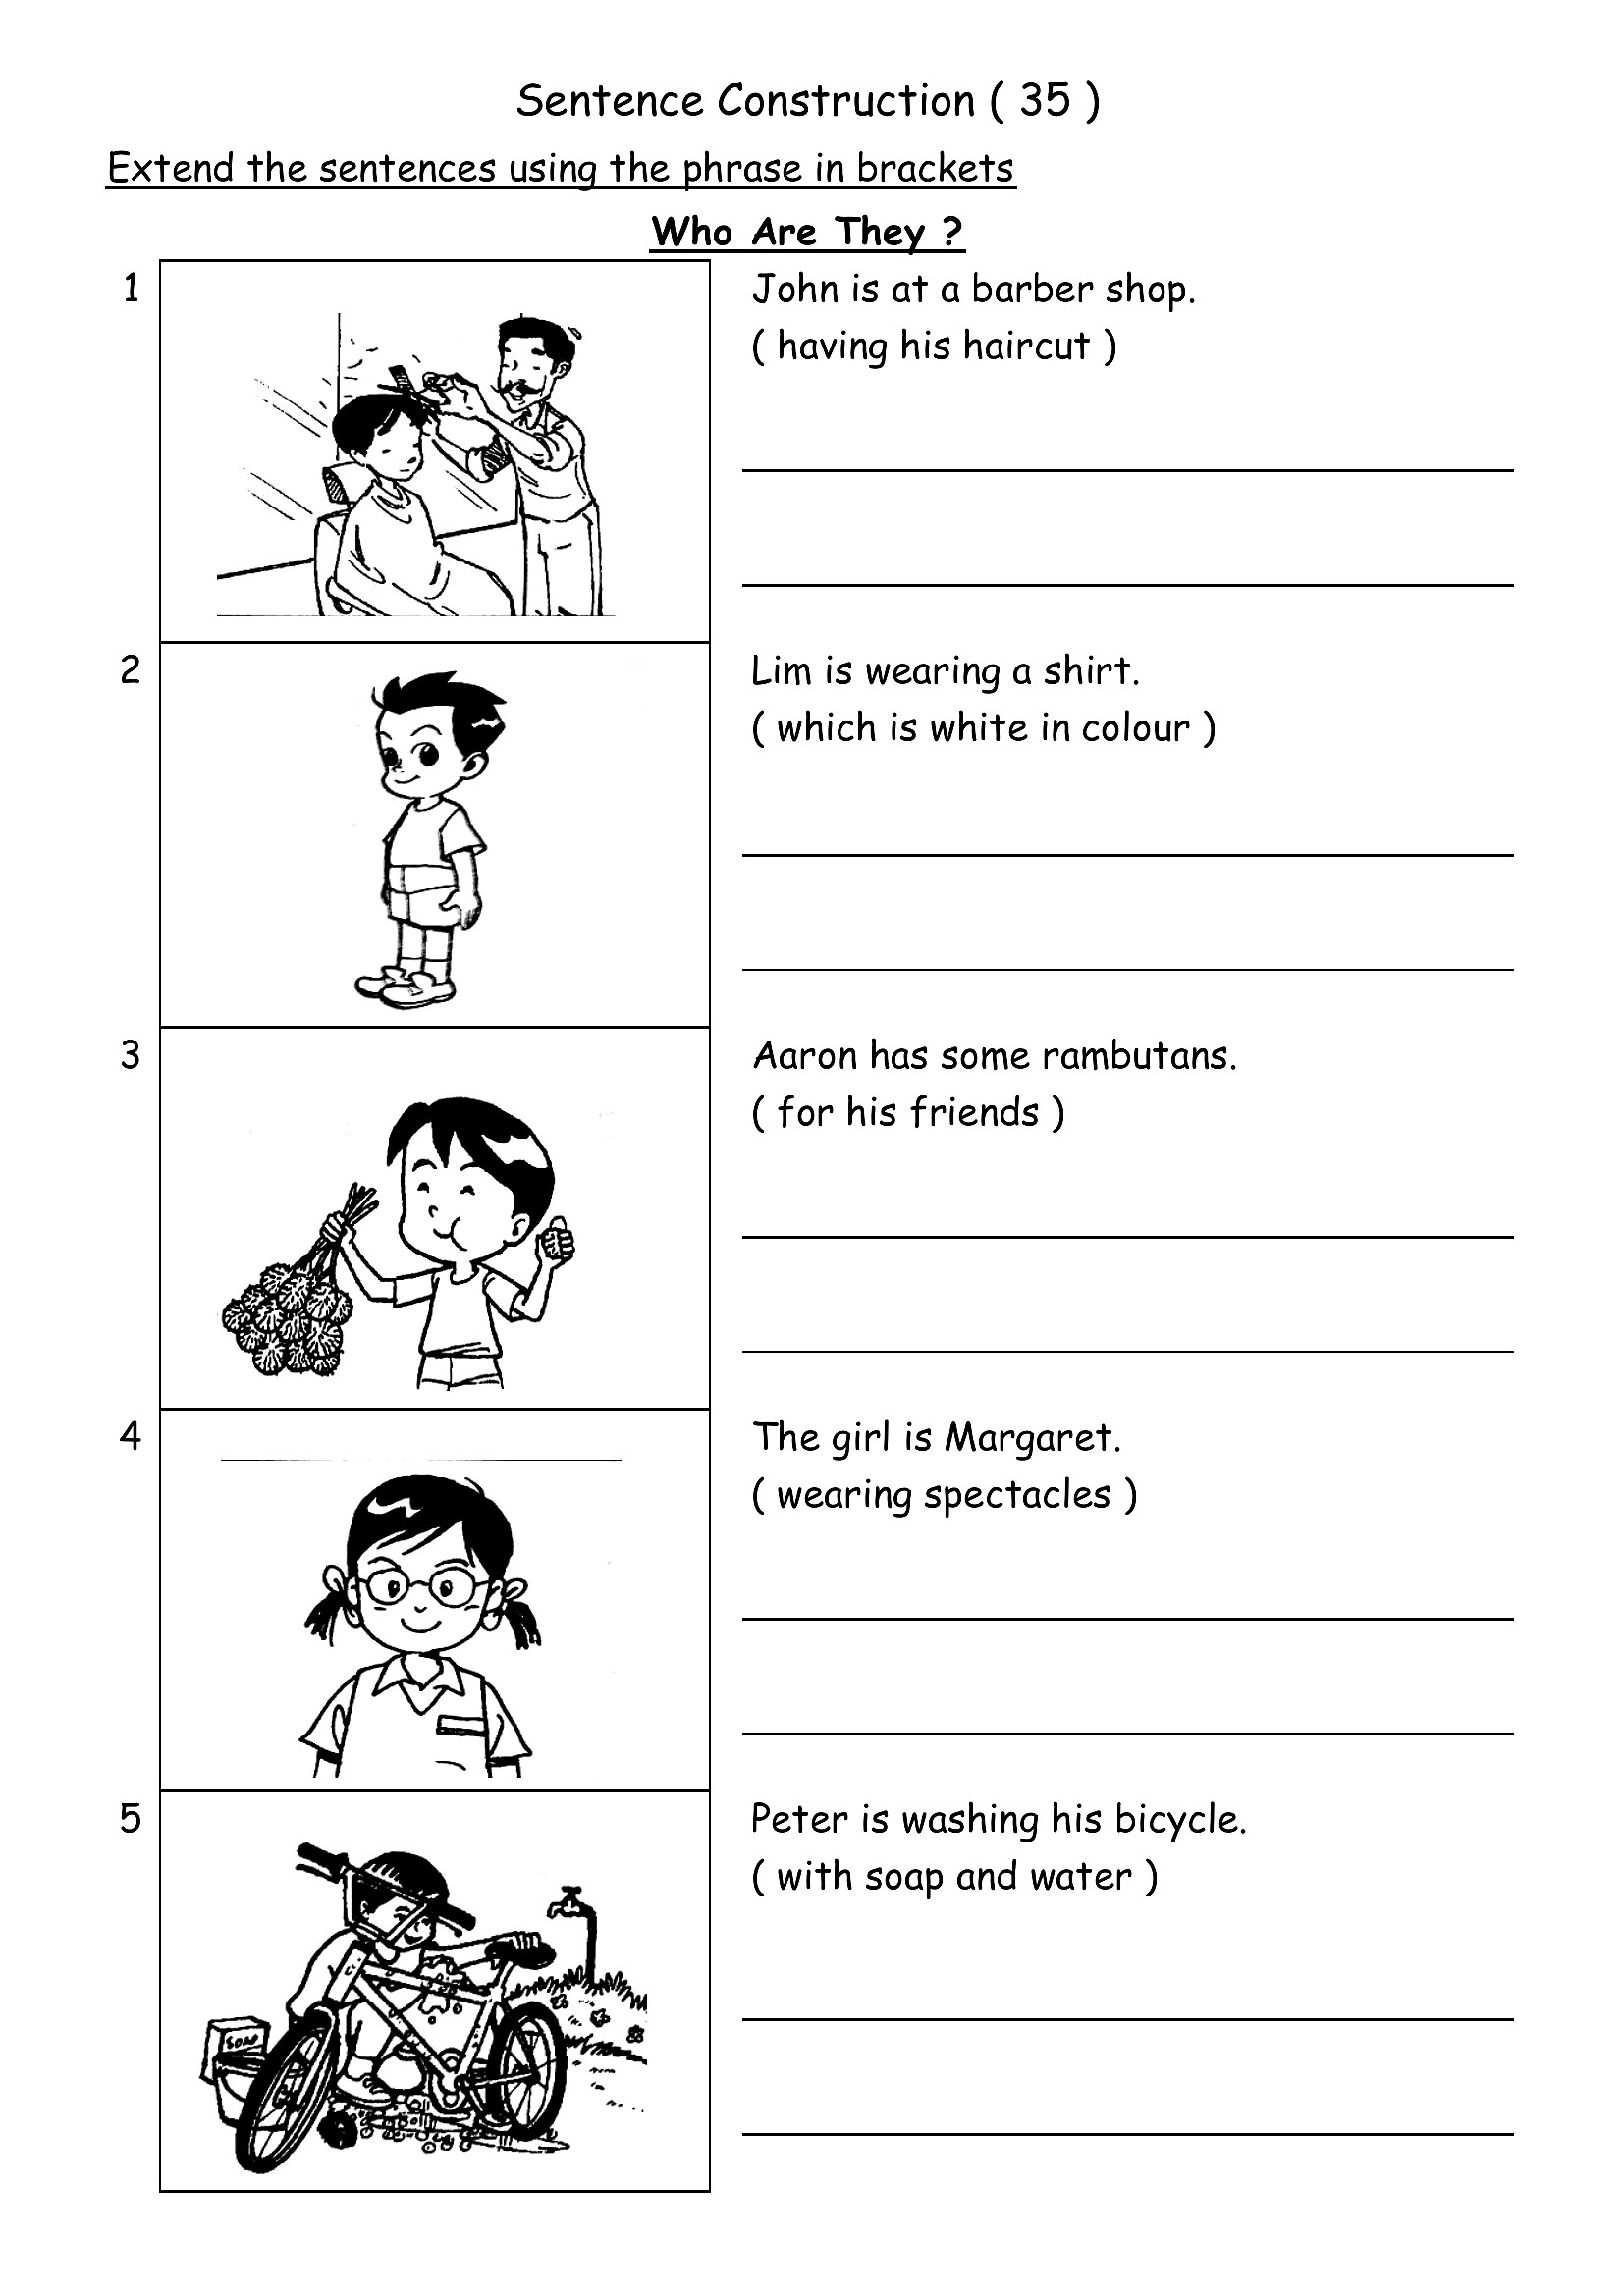 Sentence Construction ( 35 )
Extend the sentences using the phrase in brackets
Who Are They ?
1
John is at a barber shop.
( having his haircut )
2
Lim is wearing a shirt.
( which is white in colour )
3
Aaron has some rambutans.
( for his friends )
4
The girl is Margaret.
( wearing spectacles )
5
Peter is washing his bicycle.
( with soap and water )
SOAP